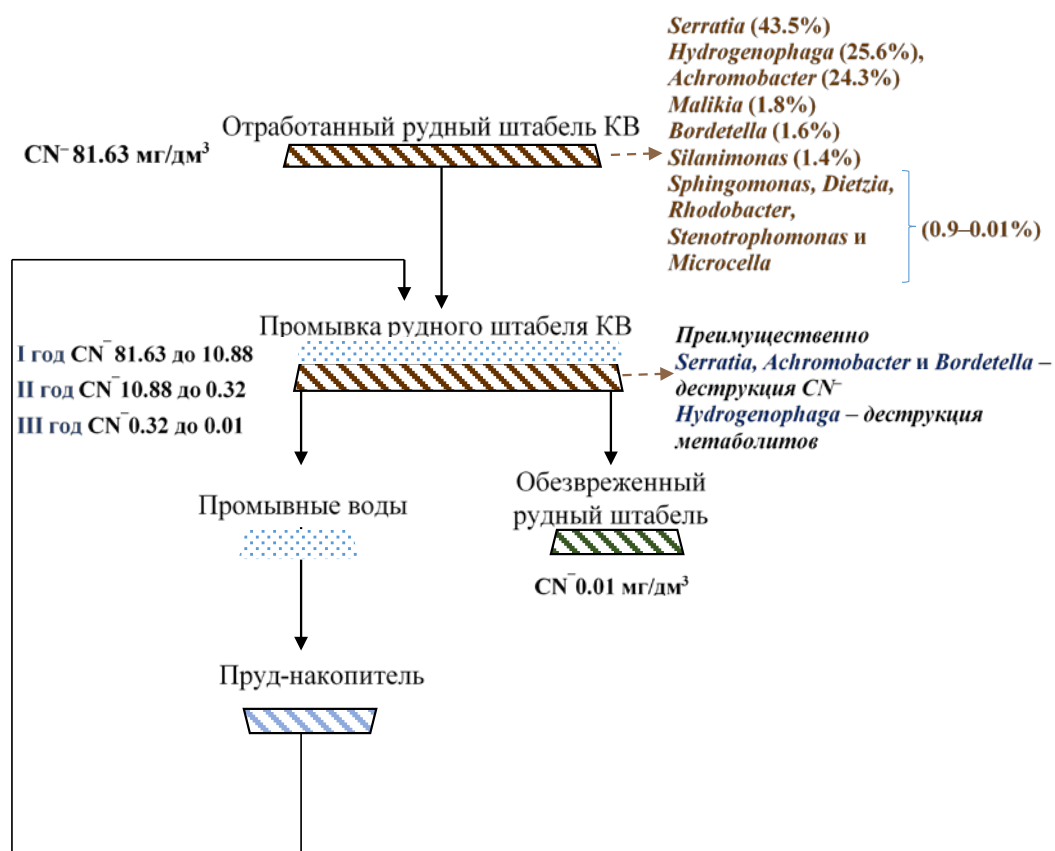 Serratia (43.5%)
Hydrogenophaga (25.6%),
Achromobacter (24.3%)
Malikia (1.8%)
Bordetella (1.6%)
Silanimonas (1.4%)
Sphingomonas, Dietzia,
Rhodobacter,
Stenotrophomonas и
Microcella
(0.9–0.01%)
Отработанный рудный штабель КВ
CN⁻ 81.63 мг/дм³
Промывка рудного штабеля КВ
I год CN⁻ 81.63 до 10.88
II год CN⁻ 10.88 до 0.32
III год CN⁻ 0.32 до 0.01
Преимущественно
Serratia, Achromobacter и Bordetella –
деструкция CN⁻
Hydrogenophaga – деструкция
метаболитов
Промывные воды
Обезвреженный
рудный штабель
CN⁻ 0.01 мг/дм³
Пруд-накопитель